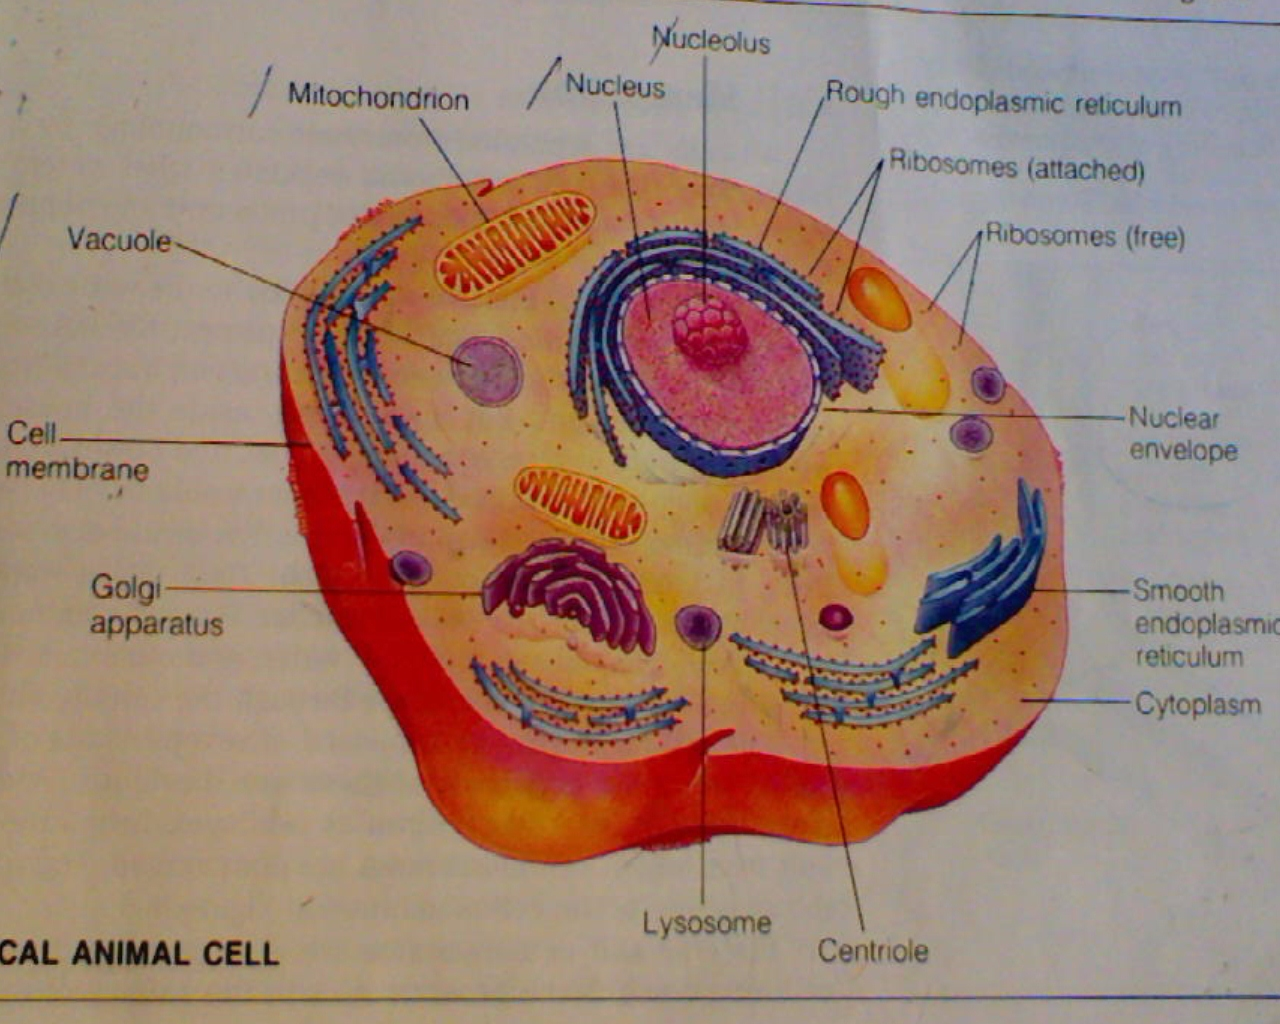 Nucleolus
Mitochondrion
Nucleus
Rough endoplasmic reticulum
Ribosomes (attached)
Ribosomes (free)
Vacuole
Cell
membrane
Nuclear
envelope
Golgi
apparatus
Smooth
endoplasmic
reticulum
Cytoplasm
Lysosome
Centriole
CAL ANIMAL CELL